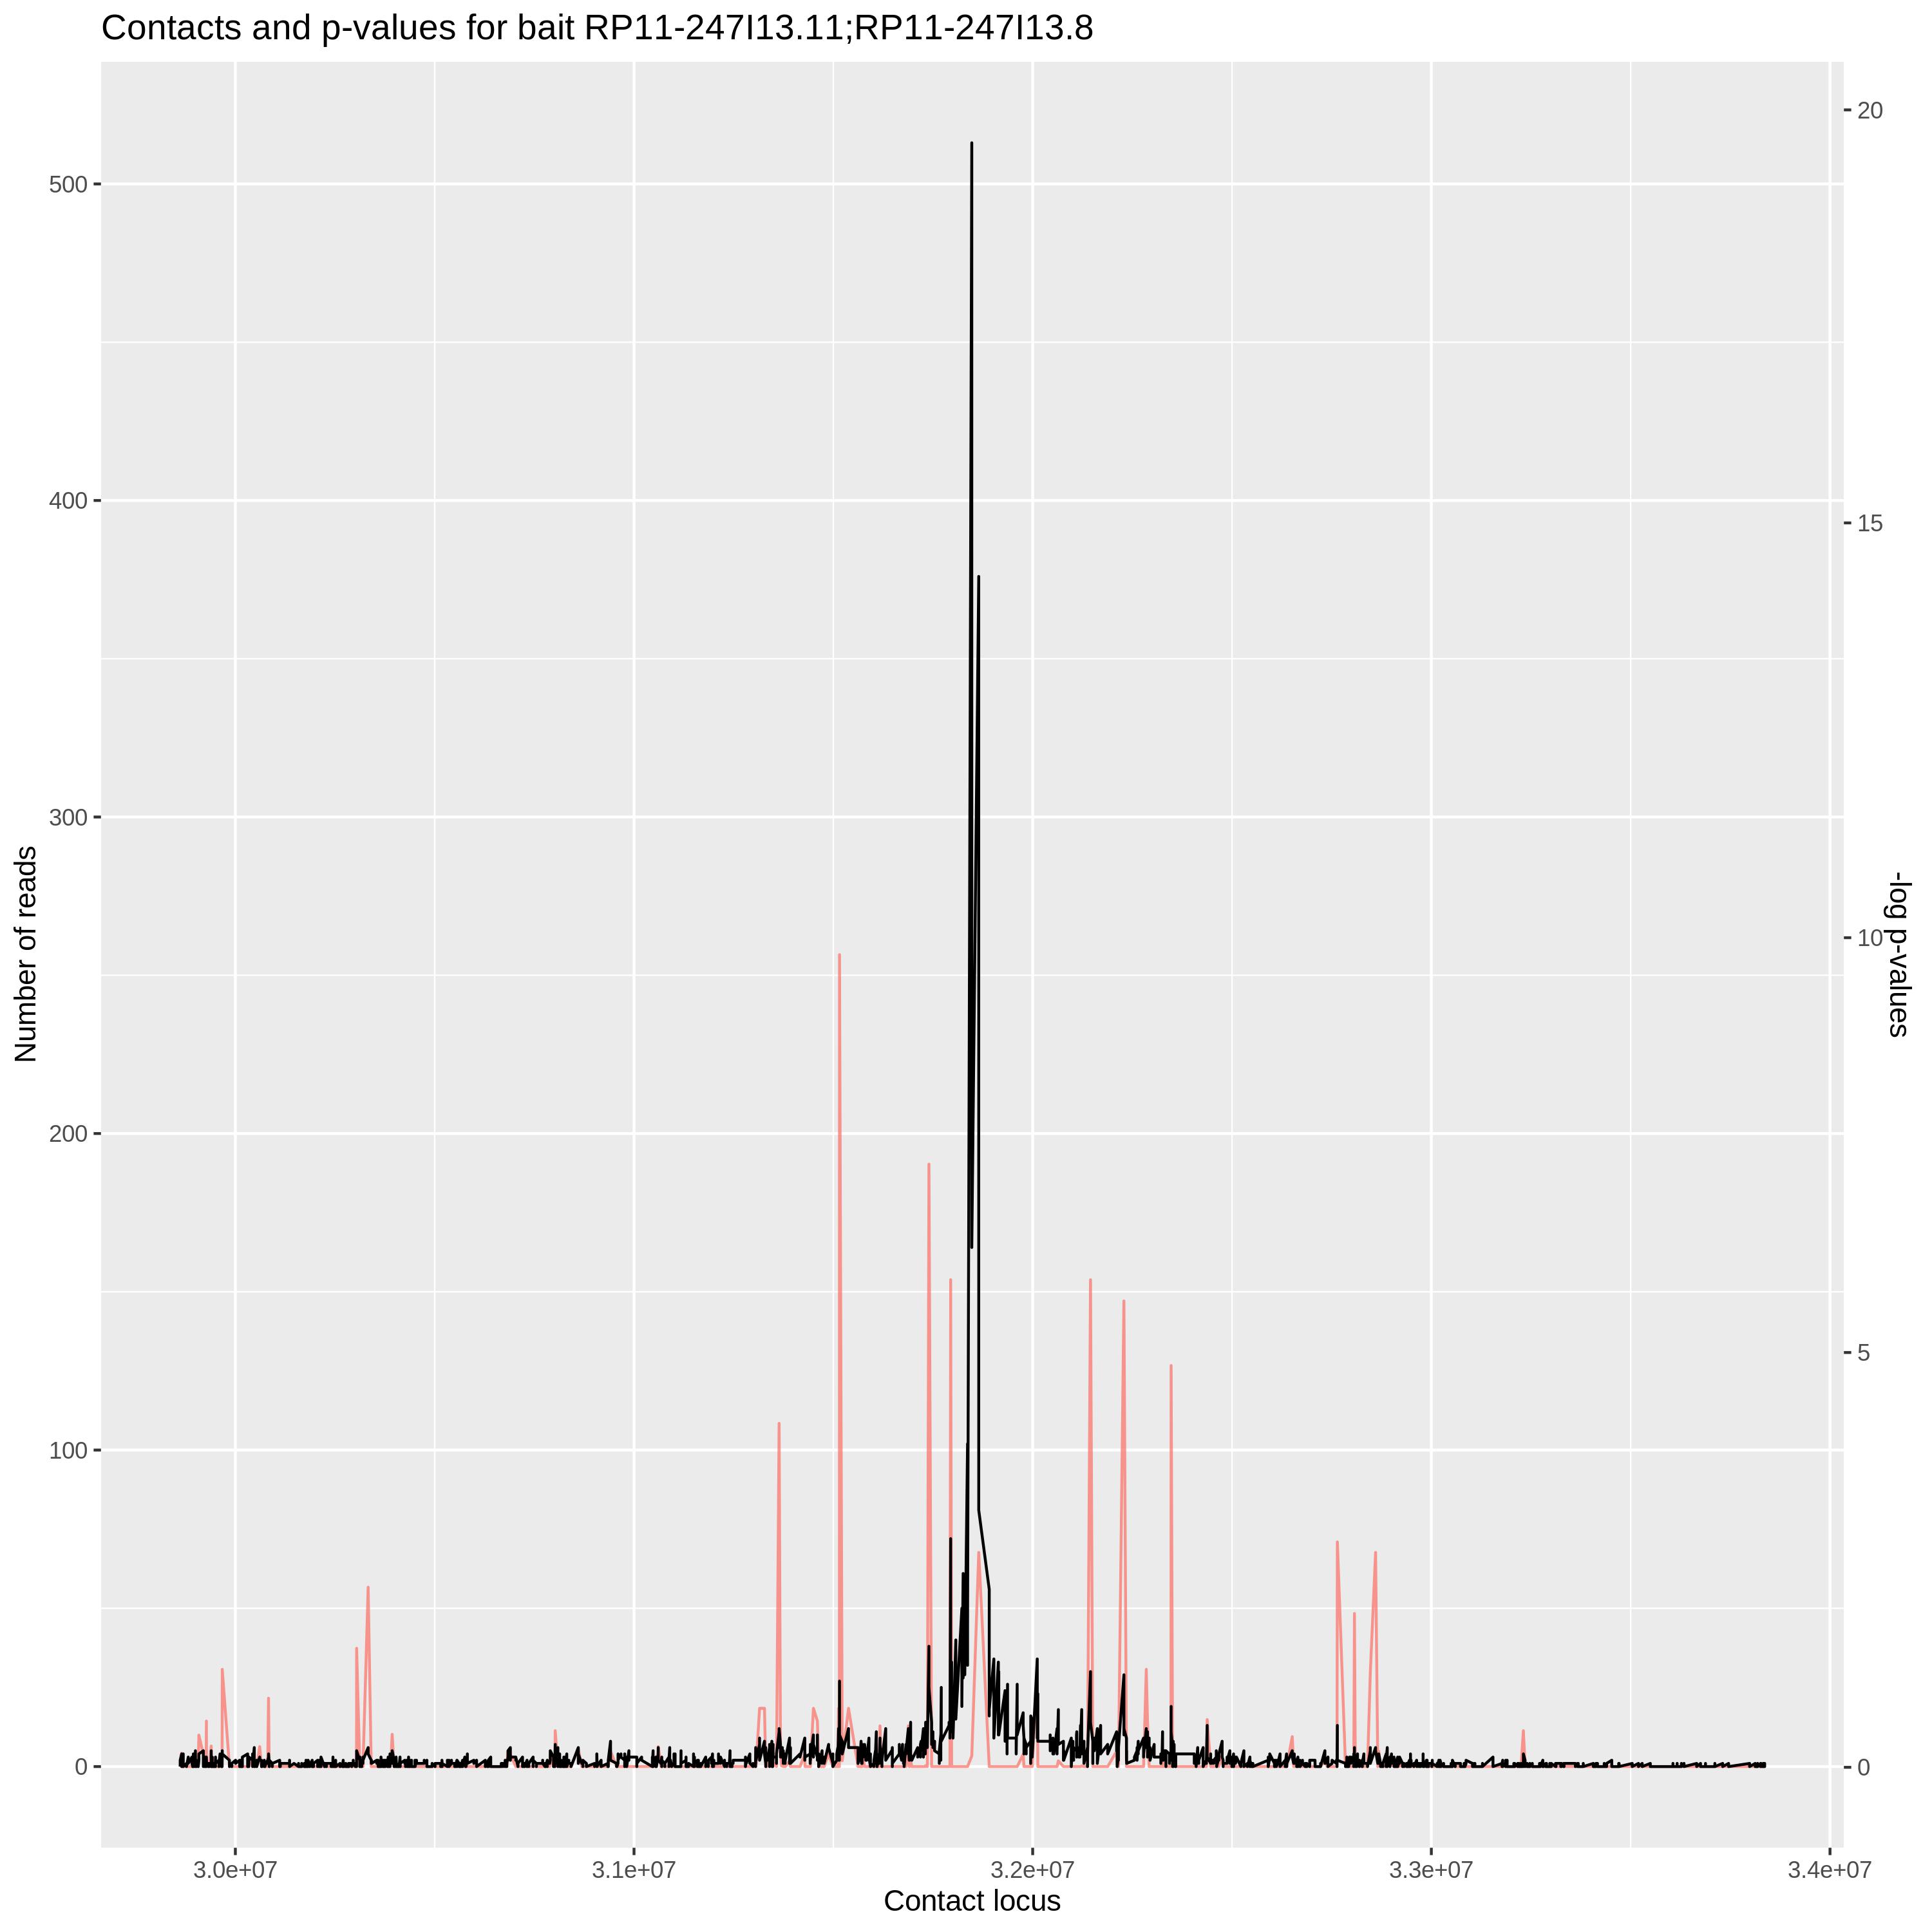 Contacts and p-values for bait RP11-247I13.11;RP11-247I13.8
Number of reads
500
400
300
200
100
0
20
15
10
5
0
-log p-values
3.0e+07
3.1e+07
3.2e+07
3.3e+07
3.4e+07
Contact locus